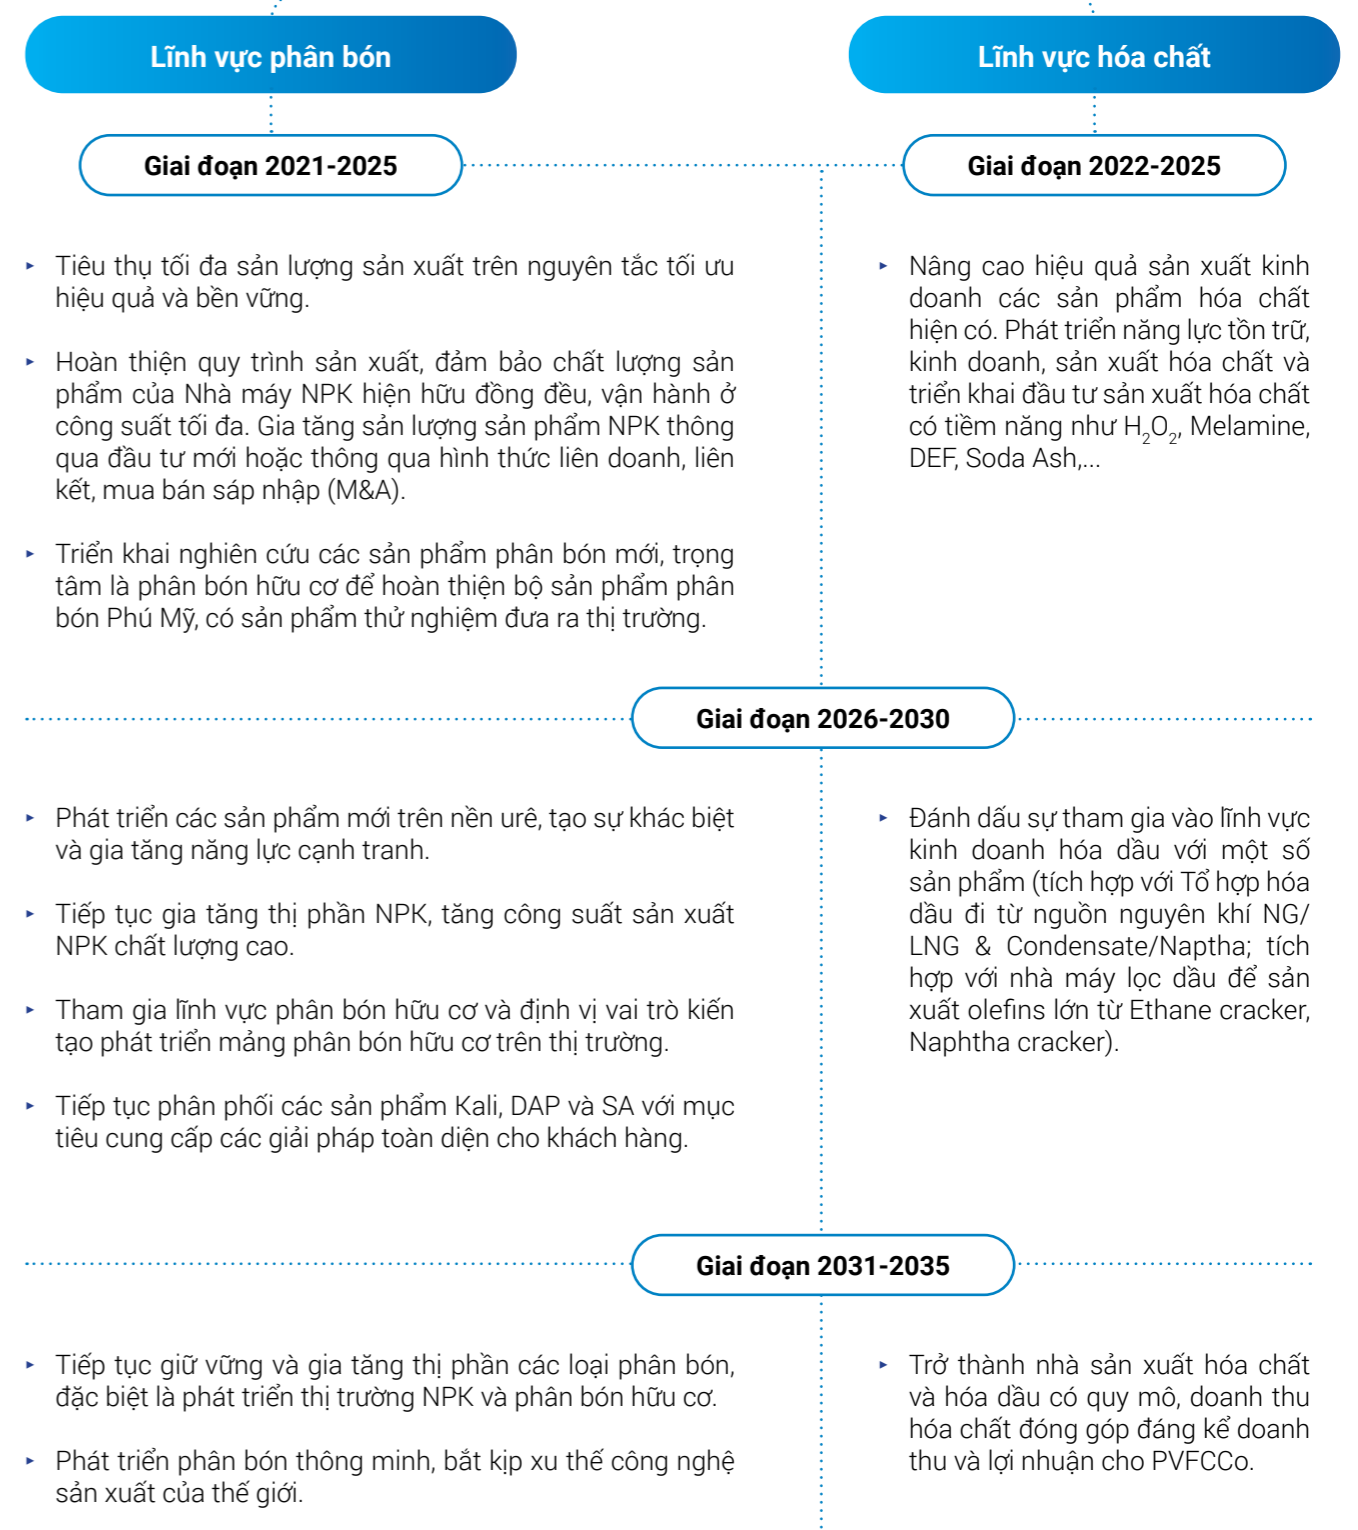 Lĩnh vực phân bón
Lĩnh vực hóa chất
Giai đoạn 2021-2025
Giai đoạn 2022-2025
▸ Tiêu thụ tối đa sản lượng sản xuất trên nguyên tắc tối ưu
hiệu quả và bền vững.
▸ Hoàn thiện quy trình sản xuất, đảm bảo chất lượng sản
phẩm của Nhà máy NPK hiện hữu đồng đều, vận hành ở
công suất tối đa. Gia tăng sản lượng sản phẩm NPK thông
qua đầu tư mới hoặc thông qua hình thức liên doanh, liên
kết, mua bán sáp nhập (M&A).
▸ Triển khai nghiên cứu các sản phẩm phân bón mới, trọng
tâm là phân bón hữu cơ để hoàn thiện bộ sản phẩm phân
bón Phú Mỹ, có sản phẩm thử nghiệm đưa ra thị trường.
▸ Nâng cao hiệu quả sản xuất kinh
doanh các sản phẩm hóa chất
hiện có. Phát triển năng lực tồn trữ,
kinh doanh, sản xuất hóa chất và
triển khai đầu tư sản xuất hóa chất
có tiềm năng như H₂O₂, Melamine,
DEF, Soda Ash,...
Giai đoạn 2026-2030
▸ Phát triển các sản phẩm mới trên nền urê, tạo sự khác biệt
và gia tăng năng lực cạnh tranh.
▸ Tiếp tục gia tăng thị phần NPK, tăng công suất sản xuất
NPK chất lượng cao.
▸ Tham gia lĩnh vực phân bón hữu cơ và định vị vai trò kiến
tạo phát triển mảng phân bón hữu cơ trên thị trường.
▸ Tiếp tục phân phối các sản phẩm Kali, DAP và SA với mục
tiêu cung cấp các giải pháp toàn diện cho khách hàng.
▸ Đánh dấu sự tham gia vào lĩnh vực
kinh doanh hóa dầu với một số
sản phẩm (tích hợp với Tổ hợp hóa
dầu đi từ nguồn nguyên khí NG/
LNG & Condensate/Naptha; tích
hợp với nhà máy lọc dầu để sản
xuất olefins lớn từ Ethane cracker,
Naphtha cracker).
Giai đoạn 2031-2035
▸ Tiếp tục giữ vững và gia tăng thị phần các loại phân bón,
đặc biệt là phát triển thị trường NPK và phân bón hữu cơ.
▸ Phát triển phân bón thông minh, bắt kịp xu thế công nghệ
sản xuất của thế giới.
▸ Trở thành nhà sản xuất hóa chất
và hóa dầu có quy mô, doanh thu
hóa chất đóng góp đáng kể doanh
thu và lợi nhuận cho PVFCCo.